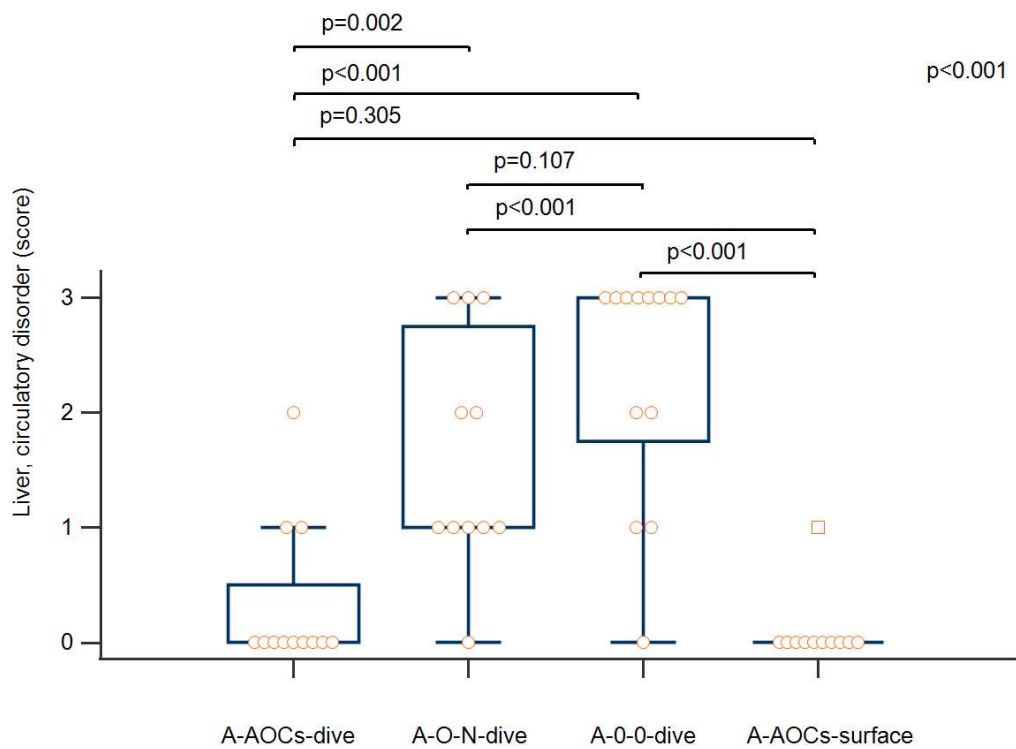 p=0.002
p<0.001
p<0.001
p=0.305
p=0.107
p<0.001
p<0.001
Liver, circulatory disorder (score)
3
2
1
0
A-AOCs-dive
A-O-N-dive
A-0-0-dive
A-AOCs-surface